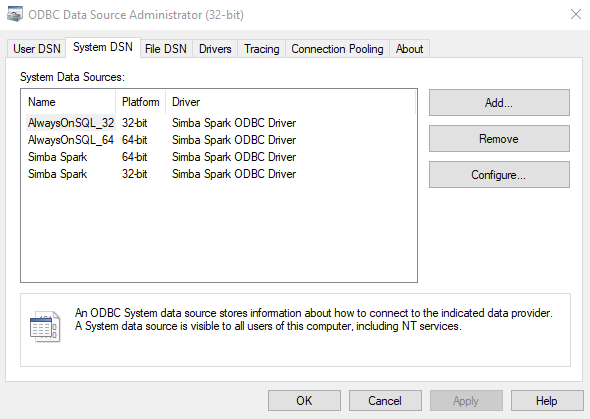 ODBC Data Source Administrator (32-bit)
User DSN System DSN File DSN Drivers Tracing Connection Pooling About
System Data Sources:
Name Platform Driver
AlwaysOnSQL_32 32-bit Simba Spark ODBC Driver
AlwaysOnSQL_64 64-bit Simba Spark ODBC Driver
Simba Spark 64-bit Simba Spark ODBC Driver
Simba Spark 32-bit Simba Spark ODBC Driver
Add...
Remove
Configure...
An ODBC System data source stores information about how to connect to the indicated data provider.
A System data source is visible to all users of this computer, including NT services.
OK Cancel Apply Help